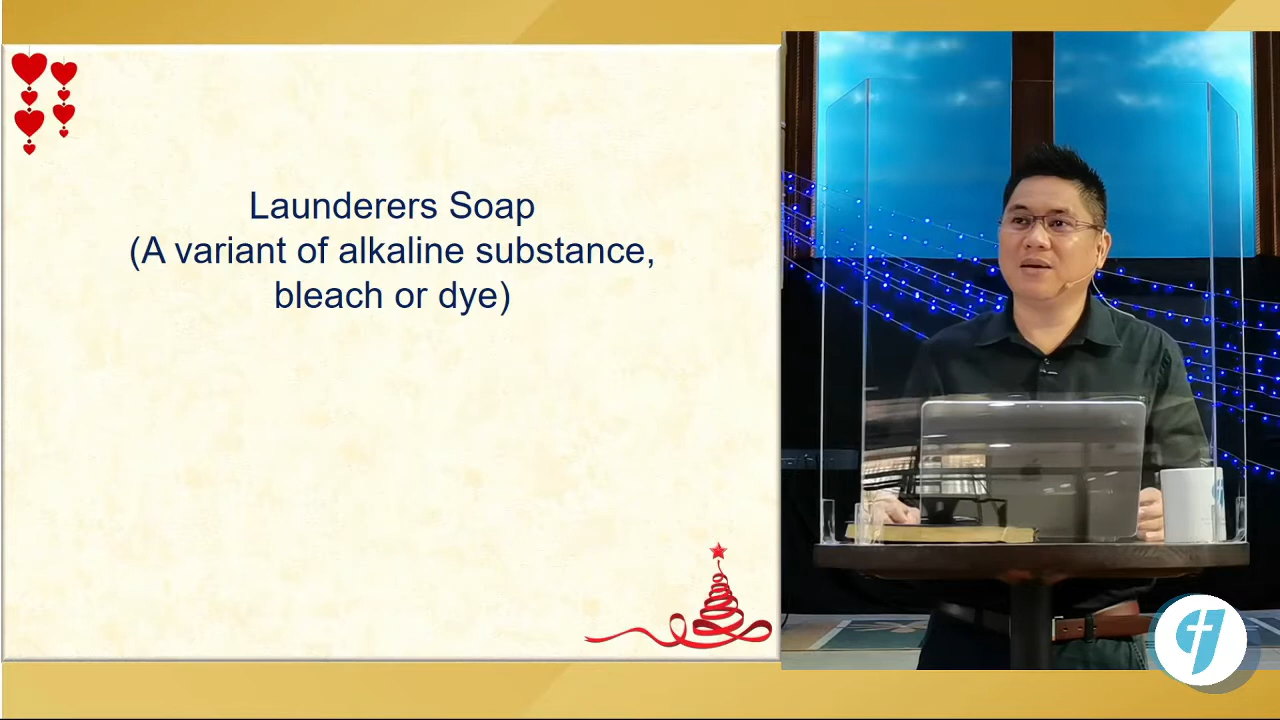 Launderers Soap
(A variant of alkaline substance,
bleach or dye)